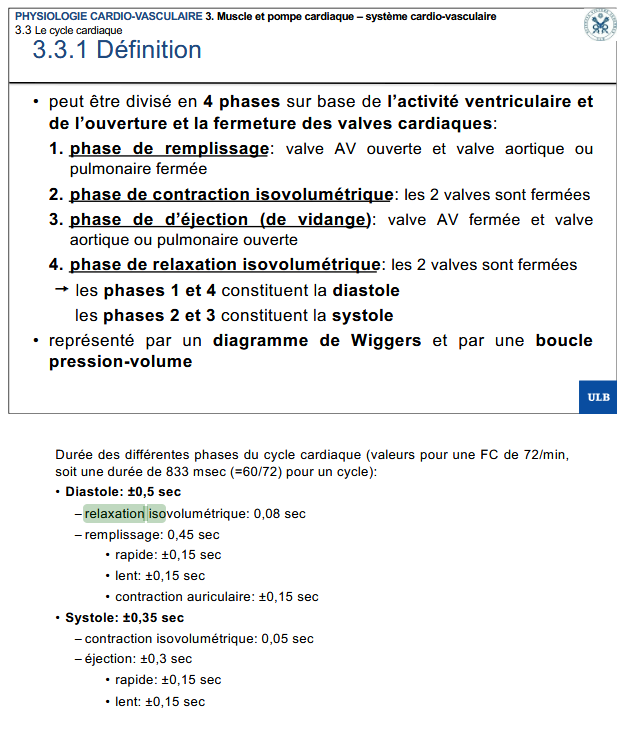 PHYSIOLOGIE CARDIO-VASCULAIRE 3. Muscle et pompe cardiaque – système cardio-vasculaire
3.3 Le cycle cardiaque
3.3.1 Définition
• peut être divisé en 4 phases sur base de l’activité ventriculaire et
de l’ouverture et la fermeture des valves cardiaques:
1. phase de remplissage: valve AV ouverte et valve aortique ou
pulmonaire fermée
2. phase de contraction isovolumétrique: les 2 valves sont fermées
3. phase de d’éjection (de vidange): valve AV fermée et valve
aortique ou pulmonaire ouverte
4. phase de relaxation isovolumétrique: les 2 valves sont fermées
→ les phases 1 et 4 constituent la diastole
les phases 2 et 3 constituent la systole
• représenté par un diagramme de Wiggers et par une boucle
pression-volume
ULB
Durée des différentes phases du cycle cardiaque (valeurs pour une FC de 72/min,
soit une durée de 833 msec (=60/72) pour un cycle):
• Diastole: ±0,5 sec
– relaxation isovolumétrique: 0,08 sec
– remplissage: 0,45 sec
• rapide: ±0,15 sec
• lent: ±0,15 sec
• contraction auriculaire: ±0,15 sec
• Systole: ±0,35 sec
– contraction isovolumétrique: 0,05 sec
– éjection: ±0,3 sec
• rapide: ±0,15 sec
• lent: ±0,15 sec